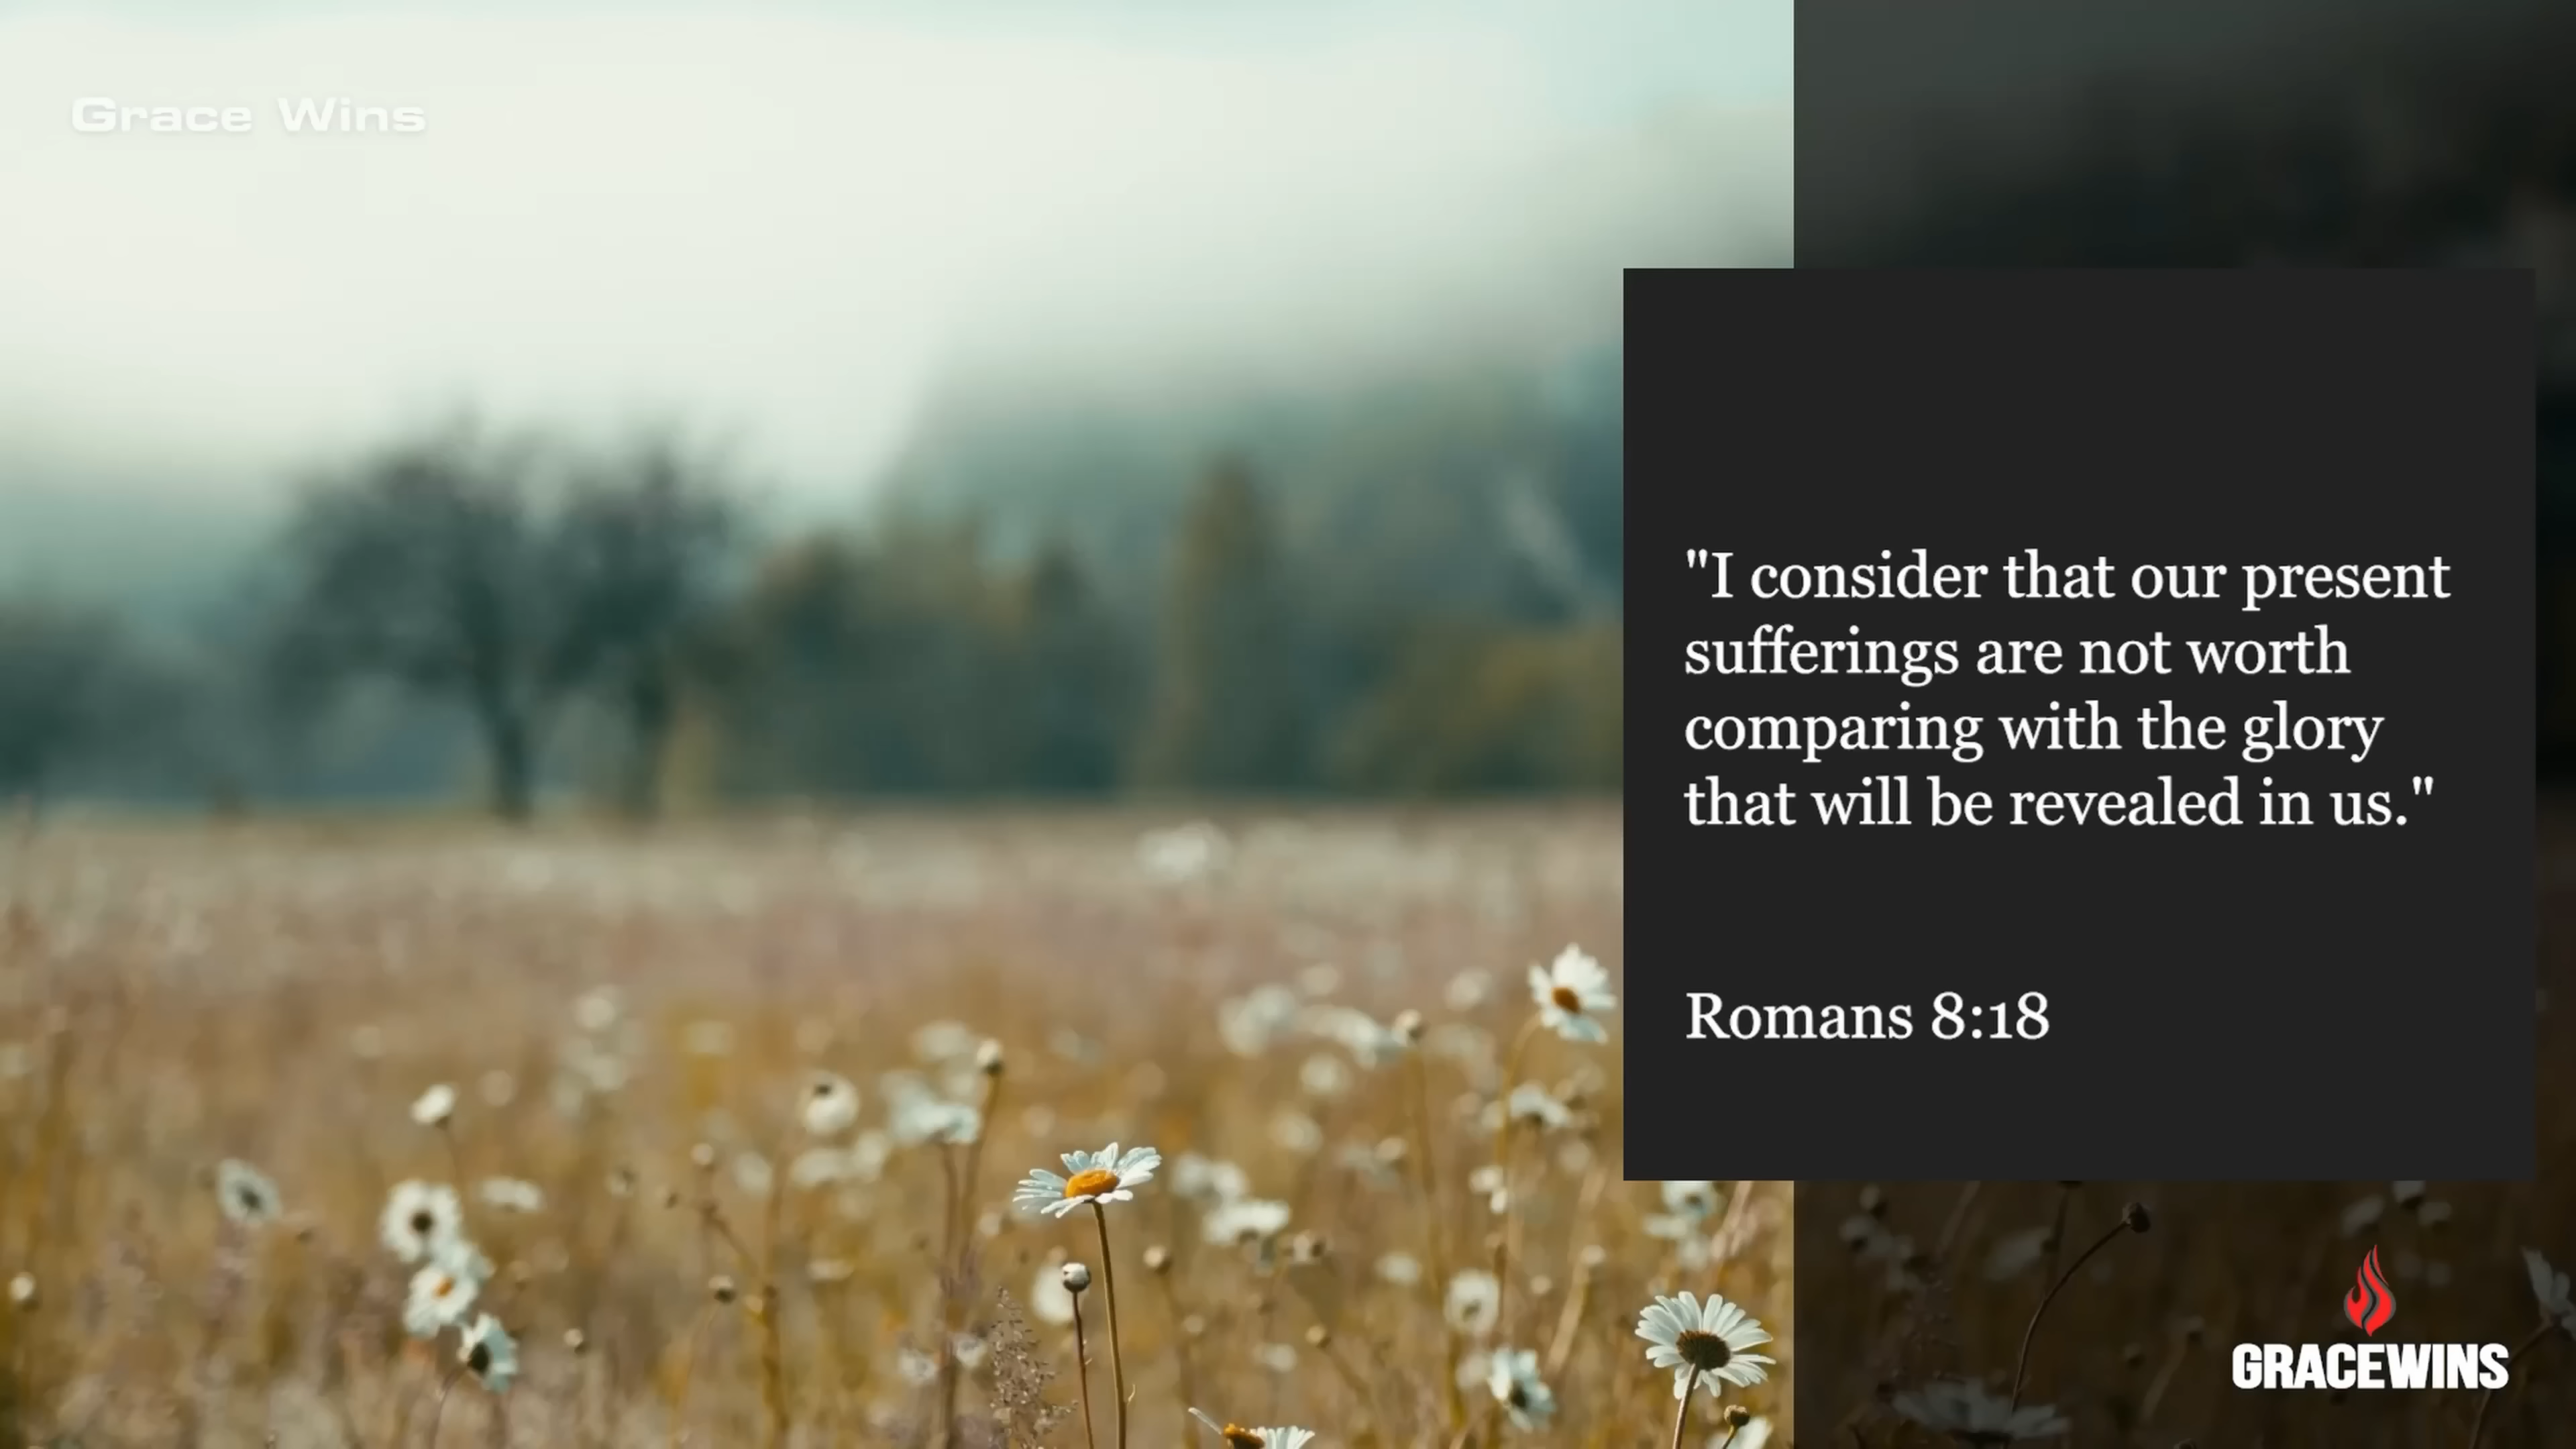 Grace Wins
"I consider that our present
sufferings are not worth
comparing with the glory
that will be revealed in us."
Romans 8:18
GRACEWINS